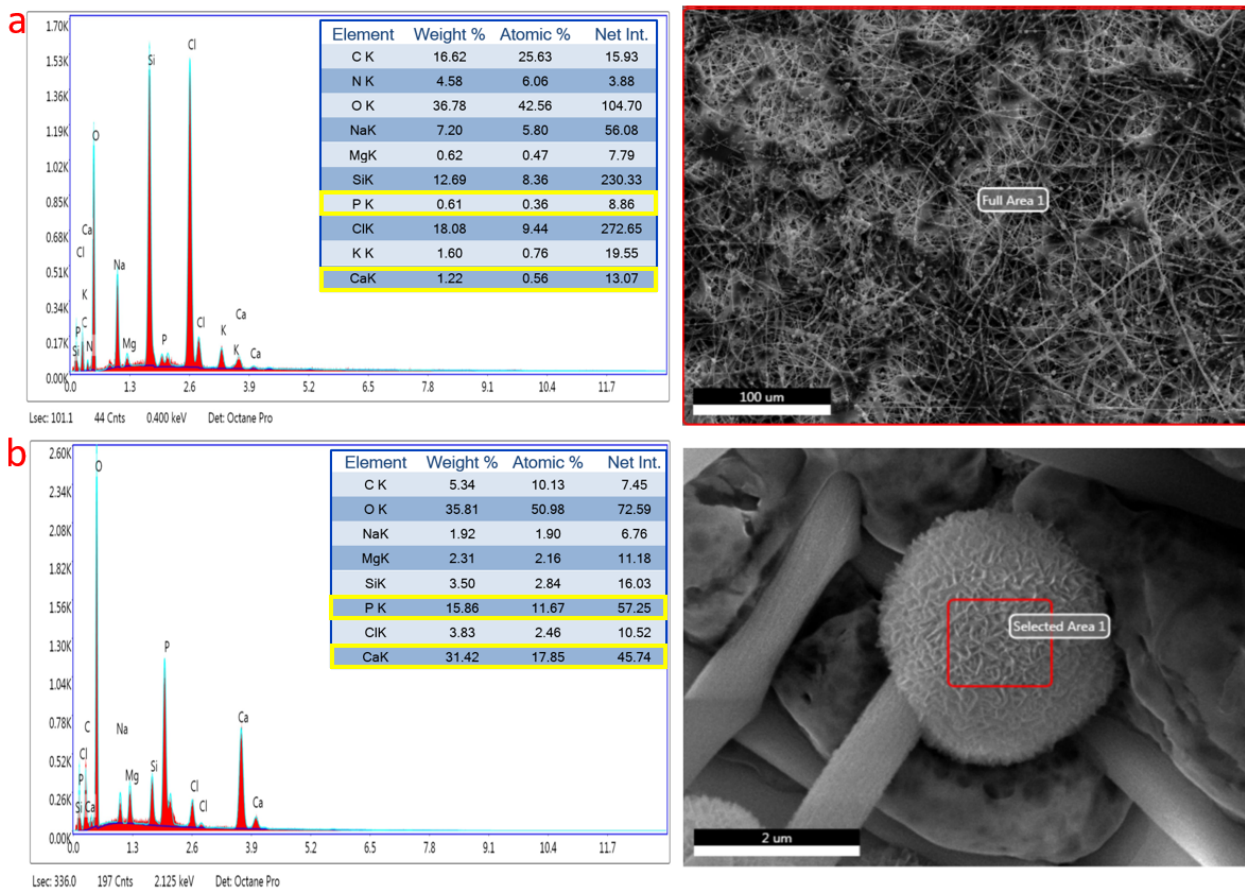 a
1.70K
1.53K
1.36K
1.19K
1.02K
0.85K
0.68K
0.51K
0.34K
0.17K
0.00K
0.0 1.3 2.6 3.9 5.2 6.5 7.8 9.1 10.4 11.7
O
Ca
Cl
K
P C
Si N
Na
Mg
Si
P
Cl
Cl
K
K
Ca
Ca
Element Weight % Atomic % Net Int.
C K 16.62 25.63 15.93
N K 4.58 6.06 3.88
O K 36.78 42.56 104.70
NaK 7.20 5.80 56.08
MgK 0.62 0.47 7.79
SiK 12.69 8.36 230.33
P K 0.61 0.36 8.86
ClK 18.08 9.44 272.65
K K 1.60 0.76 19.55
CaK 1.22 0.56 13.07
Lsec: 101.1 44 Cnts 0.400 keV Det: Octane Pro
Full Area 1
100 um
b
2.60K
2.34K
2.08K
1.82K
1.56K
1.30K
1.04K
0.78K
0.52K
0.26K
0.00K
0.0 1.3 2.6 3.9 5.2 6.5 7.8 9.1 10.4 11.7
O
C
Cl
P
Si Ca
Na
Mg
Si
P
Cl
Cl
Ca
Ca
Element Weight % Atomic % Net Int.
C K 5.34 10.13 7.45
O K 35.81 50.98 72.59
NaK 1.92 1.90 6.76
MgK 2.31 2.16 11.18
SiK 3.50 2.84 16.03
P K 15.86 11.67 57.25
ClK 3.83 2.46 10.52
CaK 31.42 17.85 45.74
Lsec: 336.0 197 Cnts 2.125 keV Det: Octane Pro
Selected Area 1
2 um